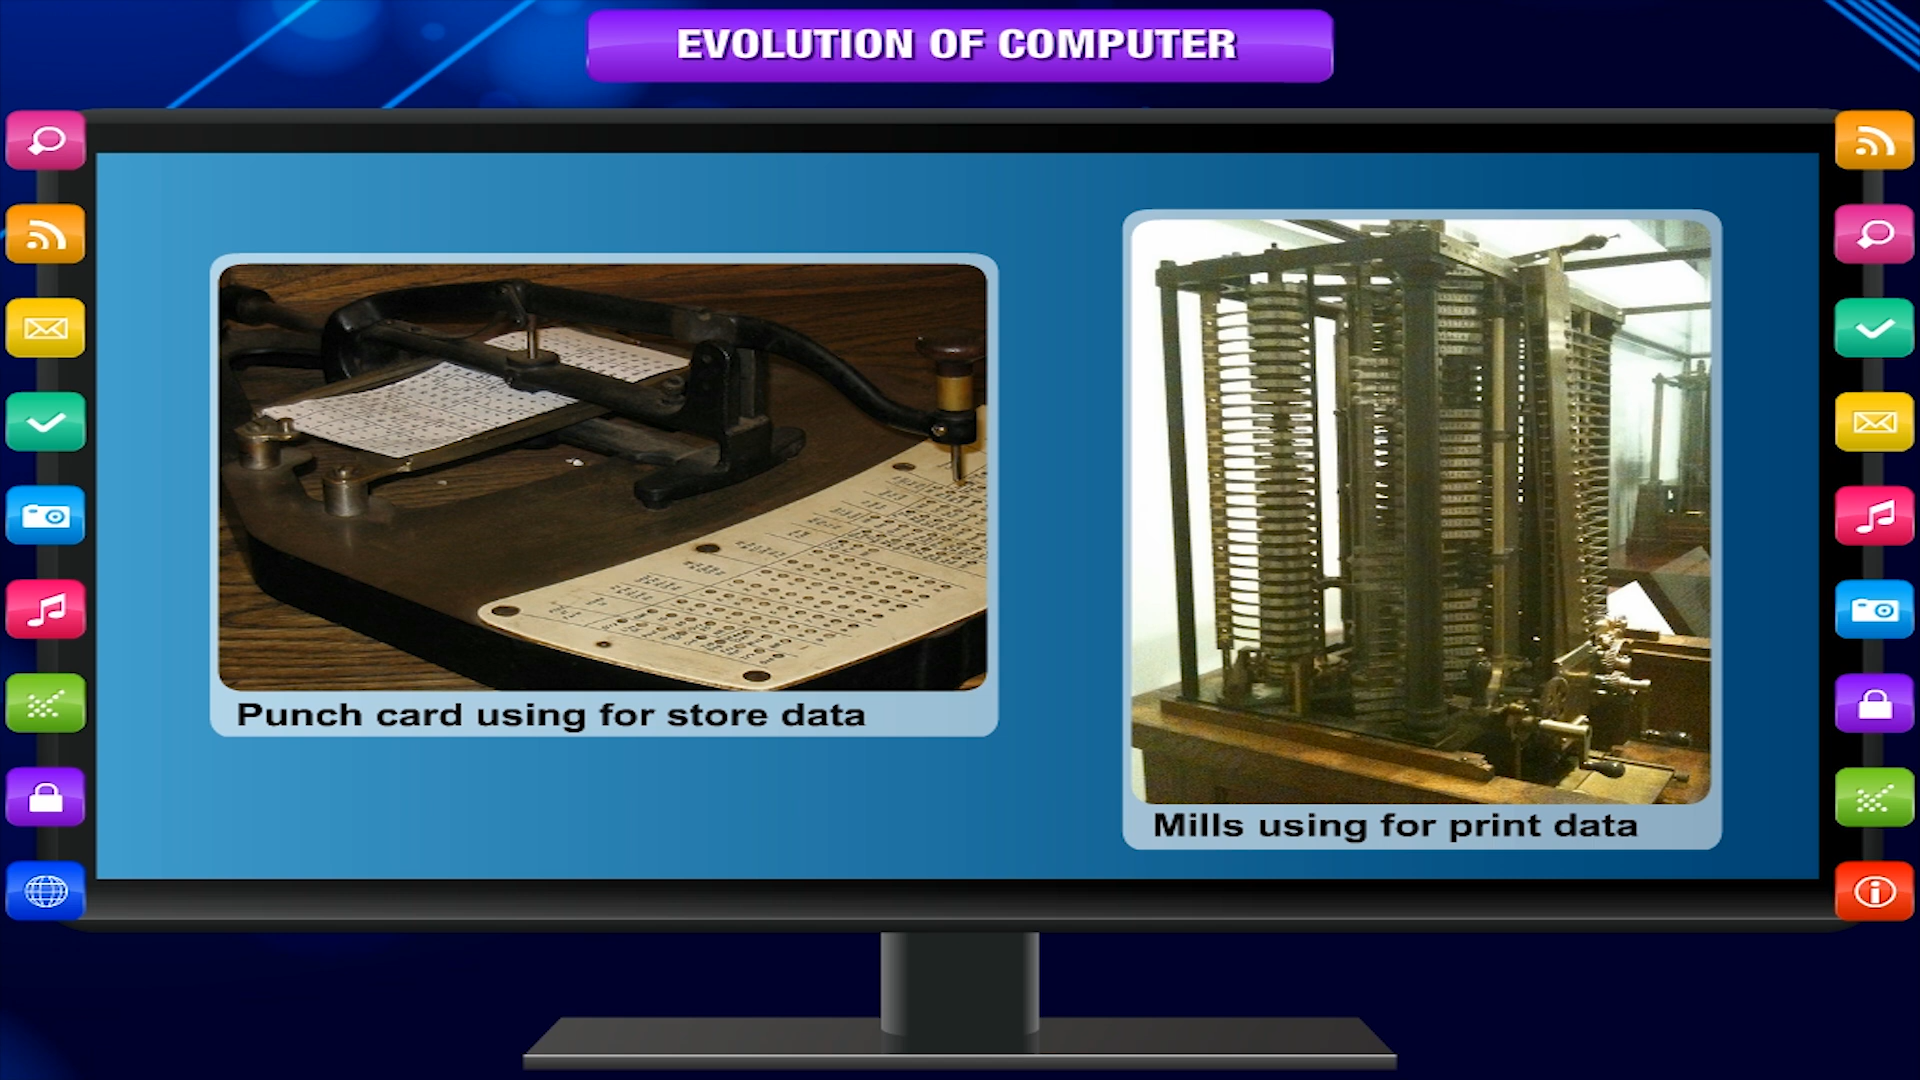 EVOLUTION OF COMPUTER
Punch card using for store data
Mills using for print data